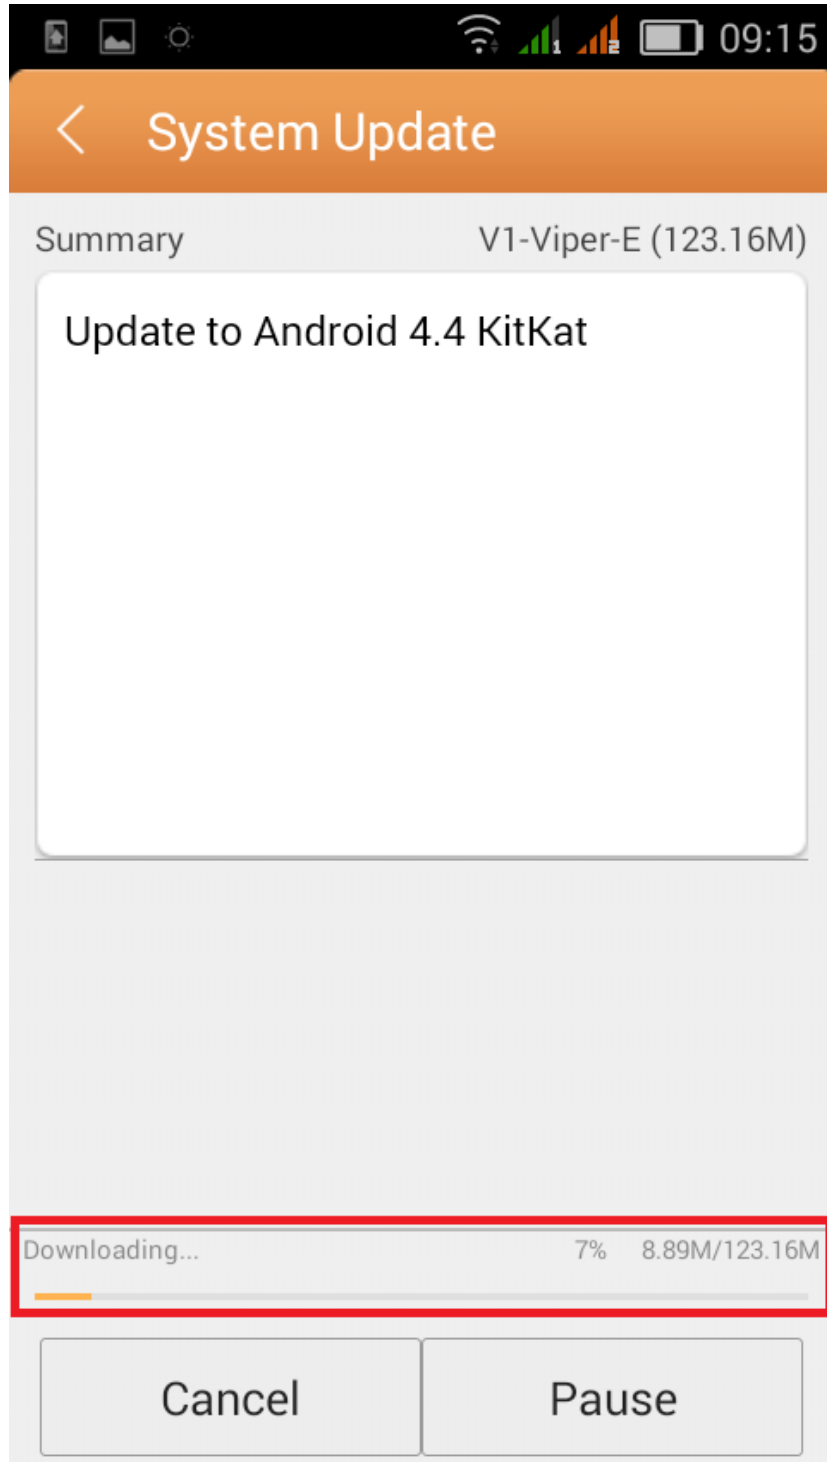 09:15
System Update
Summary V1-Viper-E (123.16M)
Update to Android 4.4 KitKat
Downloading... 7% 8.89M/123.16M
Cancel Pause